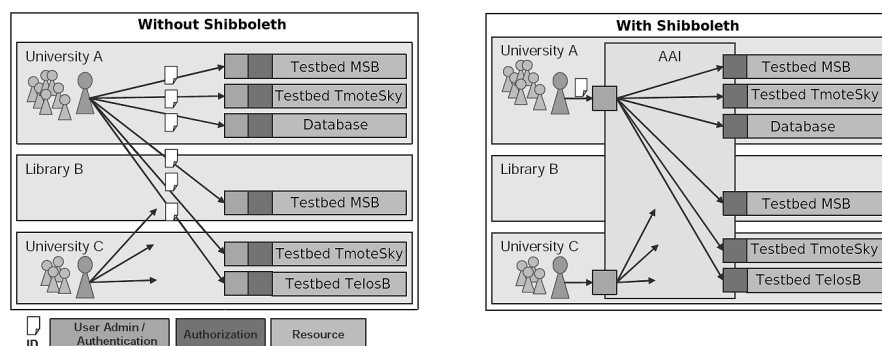 Without Shibboleth
University A
Testbed MSB
Testbed TmoteSky
Database
Library B
Testbed MSB
University C
Testbed TmoteSky
Testbed TelosB
ID
User Admin /
Authentication
Authorization
Resource
With Shibboleth
University A
AAI
Testbed MSB
Testbed TmoteSky
Database
Library B
Testbed MSB
University C
Testbed TmoteSky
Testbed TelosB